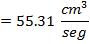 = 55.31 cm³/seg